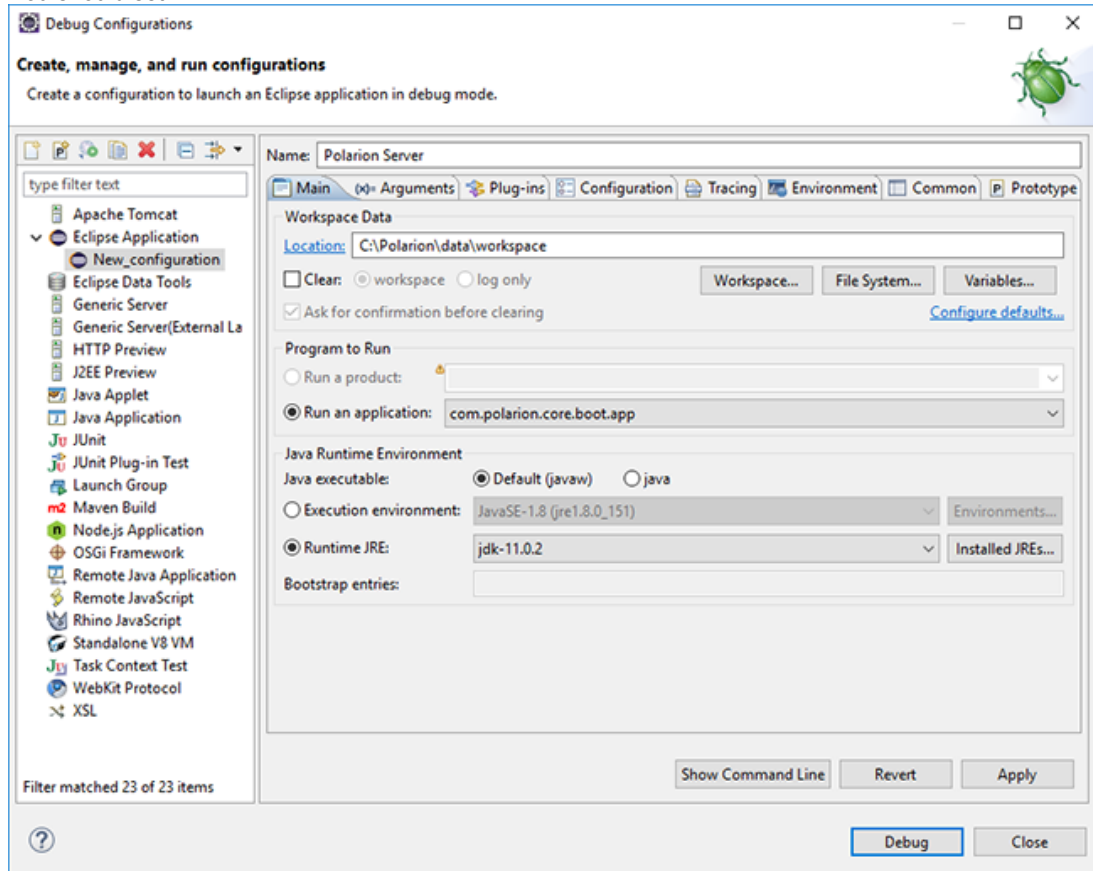 Debug Configurations
Create, manage, and run configurations
Create a configuration to launch an Eclipse application in debug mode.
type filter text
Apache Tomcat
Eclipse Application
New_configuration
Eclipse Data Tools
Generic Server
Generic Server(External La
HTTP Preview
J2EE Preview
Java Applet
Java Application
JUnit
JUnit Plug-in Test
Launch Group
Maven Build
Node.js Application
OSGi Framework
Remote Java Application
Remote JavaScript
Rhino JavaScript
Standalone V8 VM
Task Context Test
WebKit Protocol
XSL
Filter matched 23 of 23 items
Name: Polarion Server
Main (x)= Arguments Plug-ins Configuration Tracing Environment Common P Prototype
Workspace Data
Location: C:\Polarion\data\workspace
Clear: workspace log only Workspace... File System... Variables...
Ask for confirmation before clearing Configure defaults...
Program to Run
Run a product:
Run an application: com.polarion.core.boot.app
Java Runtime Environment
Java executable: Default (javaw) java
Execution environment: JavaSE-1.8 (jre1.8.0_151) Environments...
Runtime JRE: jdk-11.0.2 Installed JREs...
Bootstrap entries:
Show Command Line Revert Apply
Debug Close